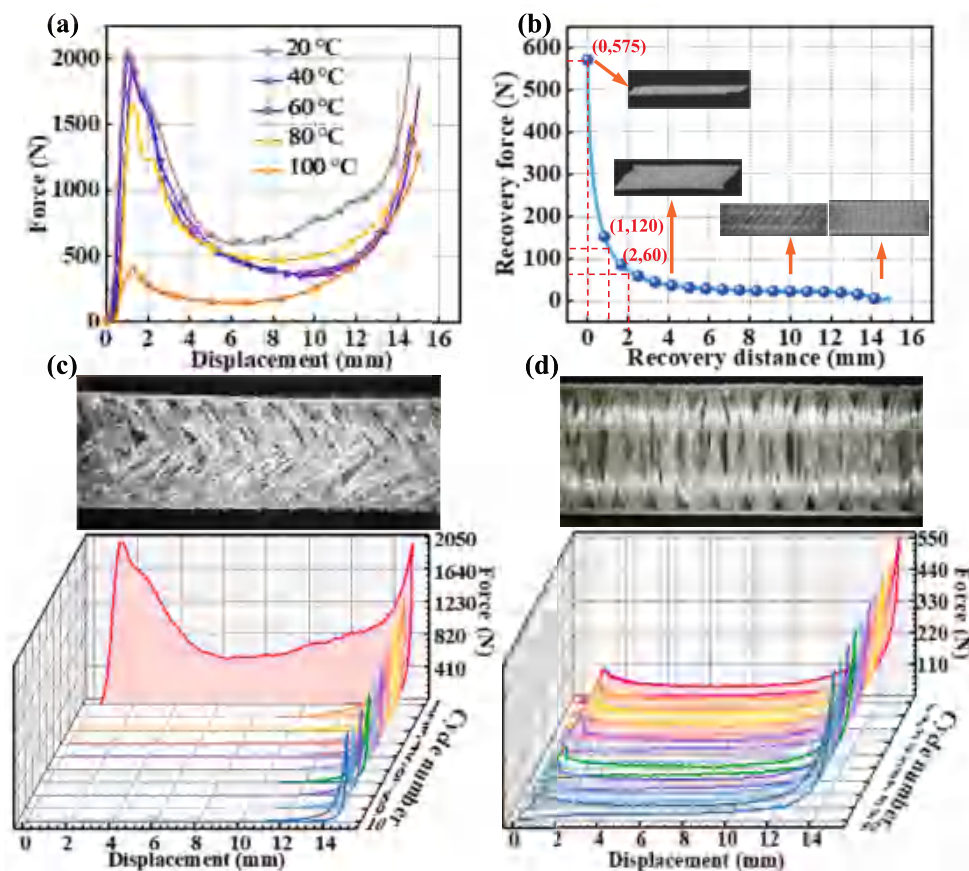 (a)
2000
1500
1000
500
0
Force (N)
20 °C
40 °C
60 °C
80 °C
100 °C
0 2 4 6 8 10 12 14 16
Displacement (mm)
(b)
600
500
400
300
200
100
0
Recovery force (N)
(0,575)
(1,120)
(2,60)
0 2 4 6 8 10 12 14 16
Recovery distance (mm)
(c)
2050
1640
1230
820
410
Force (N)
Cycle number
0 2 4 6 8 10 12 14
Displacement (mm)
(d)
550
440
330
220
110
Force (N)
Cycle number
0 2 4 6 8 10 12 14
Displacement (mm)